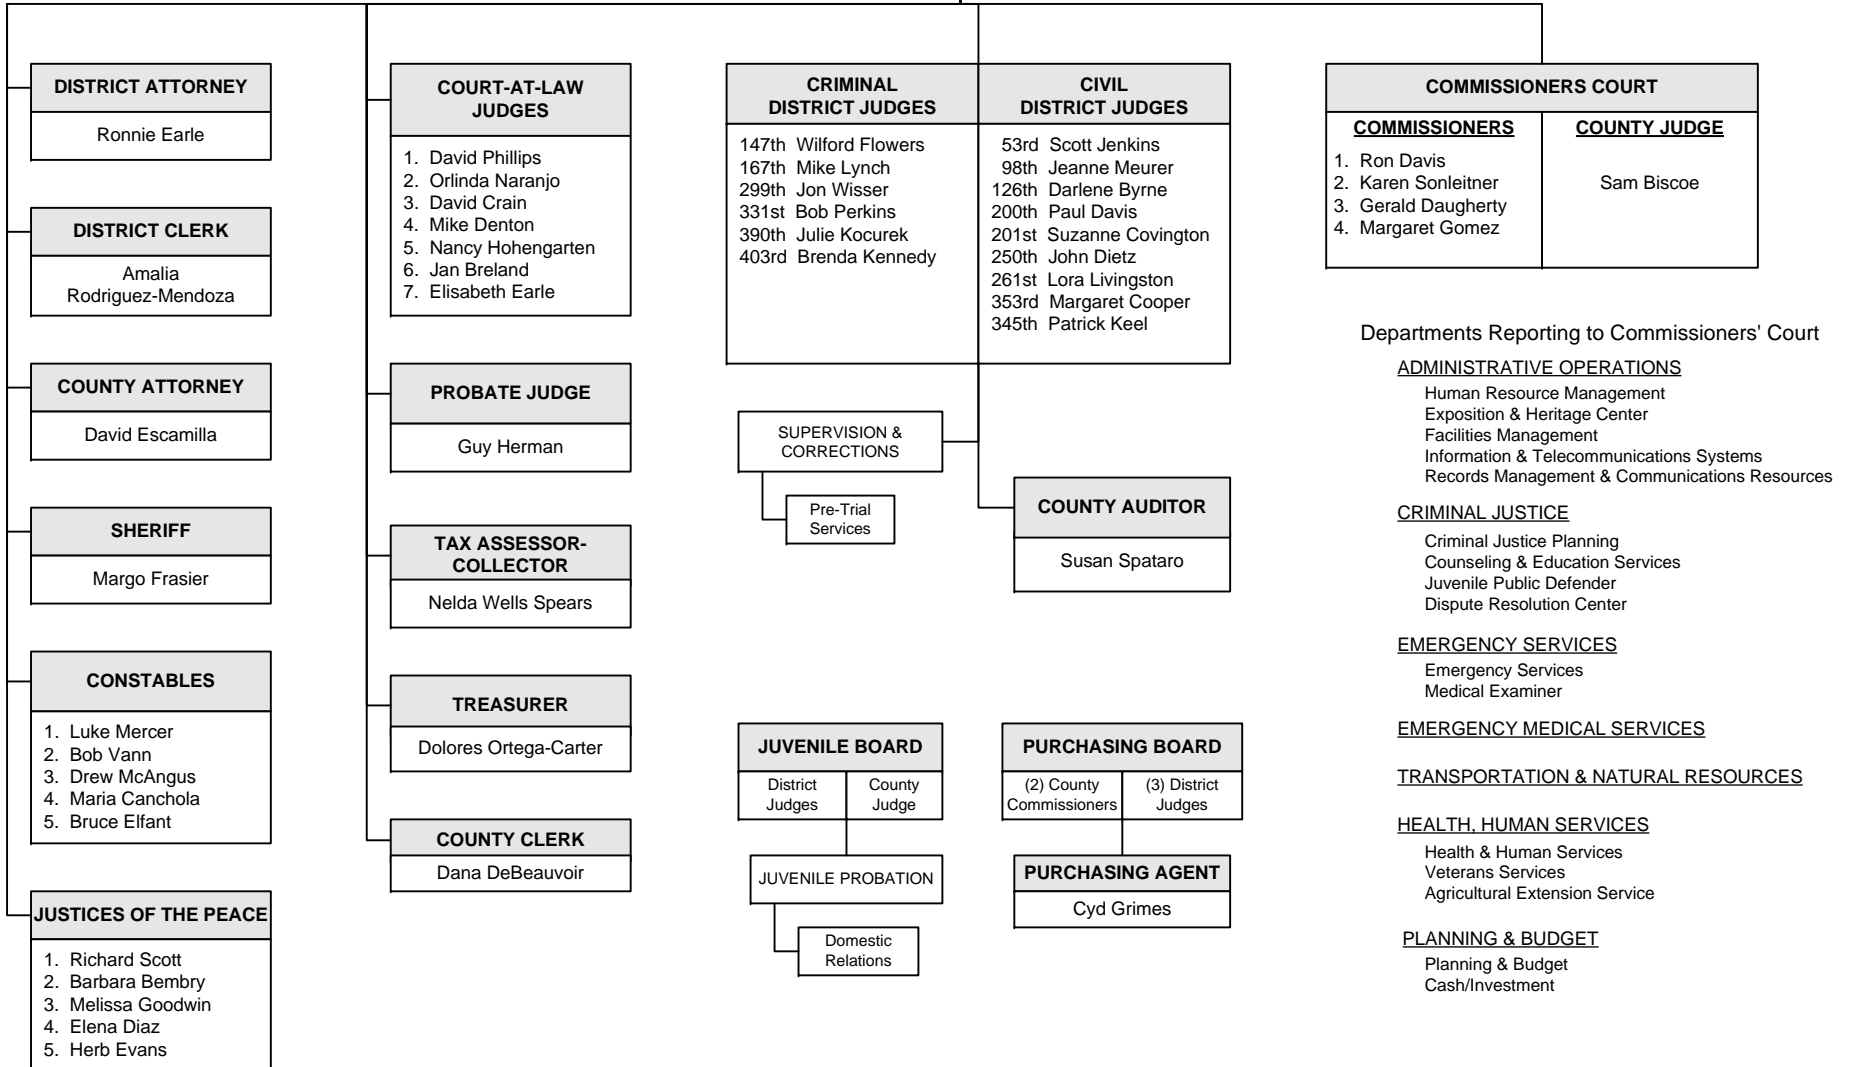 DISTRICT ATTORNEY
Ronnie Earle
DISTRICT CLERK
Amalia
Rodriguez-Mendoza
COUNTY ATTORNEY
David Escamilla
SHERIFF
Margo Frasier
CONSTABLES
1. Luke Mercer
2. Bob Vann
3. Drew McAngus
4. Maria Canchola
5. Bruce Elfant
JUSTICES OF THE PEACE
1. Richard Scott
2. Barbara Bembry
3. Melissa Goodwin
4. Elena Diaz
5. Herb Evans
COURT-AT-LAW
JUDGES
1. David Phillips
2. Orlinda Naranjo
3. David Crain
4. Mike Denton
5. Nancy Hohengarten
6. Jan Breland
7. Elisabeth Earle
PROBATE JUDGE
Guy Herman
TAX ASSESSOR-
COLLECTOR
Nelda Wells Spears
TREASURER
Dolores Ortega-Carter
COUNTY CLERK
Dana DeBeauvoir
CRIMINAL
DISTRICT JUDGES
147th Wilford Flowers
167th Mike Lynch
299th Jon Wisser
331st Bob Perkins
390th Julie Kocurek
403rd Brenda Kennedy
CIVIL
DISTRICT JUDGES
53rd Scott Jenkins
98th Jeanne Meurer
126th Darlene Byrne
200th Paul Davis
201st Suzanne Covington
250th John Dietz
261st Lora Livingston
353rd Margaret Cooper
345th Patrick Keel
SUPERVISION &
CORRECTIONS
Pre-Trial
Services
COUNTY AUDITOR
Susan Spataro
JUVENILE BOARD
District
Judges
County
Judge
JUVENILE PROBATION
Domestic
Relations
PURCHASING BOARD
(2) County
Commissioners
(3) District
Judges
PURCHASING AGENT
Cyd Grimes
COMMISSIONERS COURT
COMMISSIONERS
1. Ron Davis
2. Karen Sonleitner
3. Gerald Daugherty
4. Margaret Gomez
COUNTY JUDGE
Sam Biscoe
Departments Reporting to Commissioners' Court
ADMINISTRATIVE OPERATIONS
Human Resource Management
Exposition & Heritage Center
Facilities Management
Information & Telecommunications Systems
Records Management & Communications Resources
CRIMINAL JUSTICE
Criminal Justice Planning
Counseling & Education Services
Juvenile Public Defender
Dispute Resolution Center
EMERGENCY SERVICES
Emergency Services
Medical Examiner
EMERGENCY MEDICAL SERVICES
TRANSPORTATION & NATURAL RESOURCES
HEALTH, HUMAN SERVICES
Health & Human Services
Veterans Services
Agricultural Extension Service
PLANNING & BUDGET
Planning & Budget
Cash/Investment